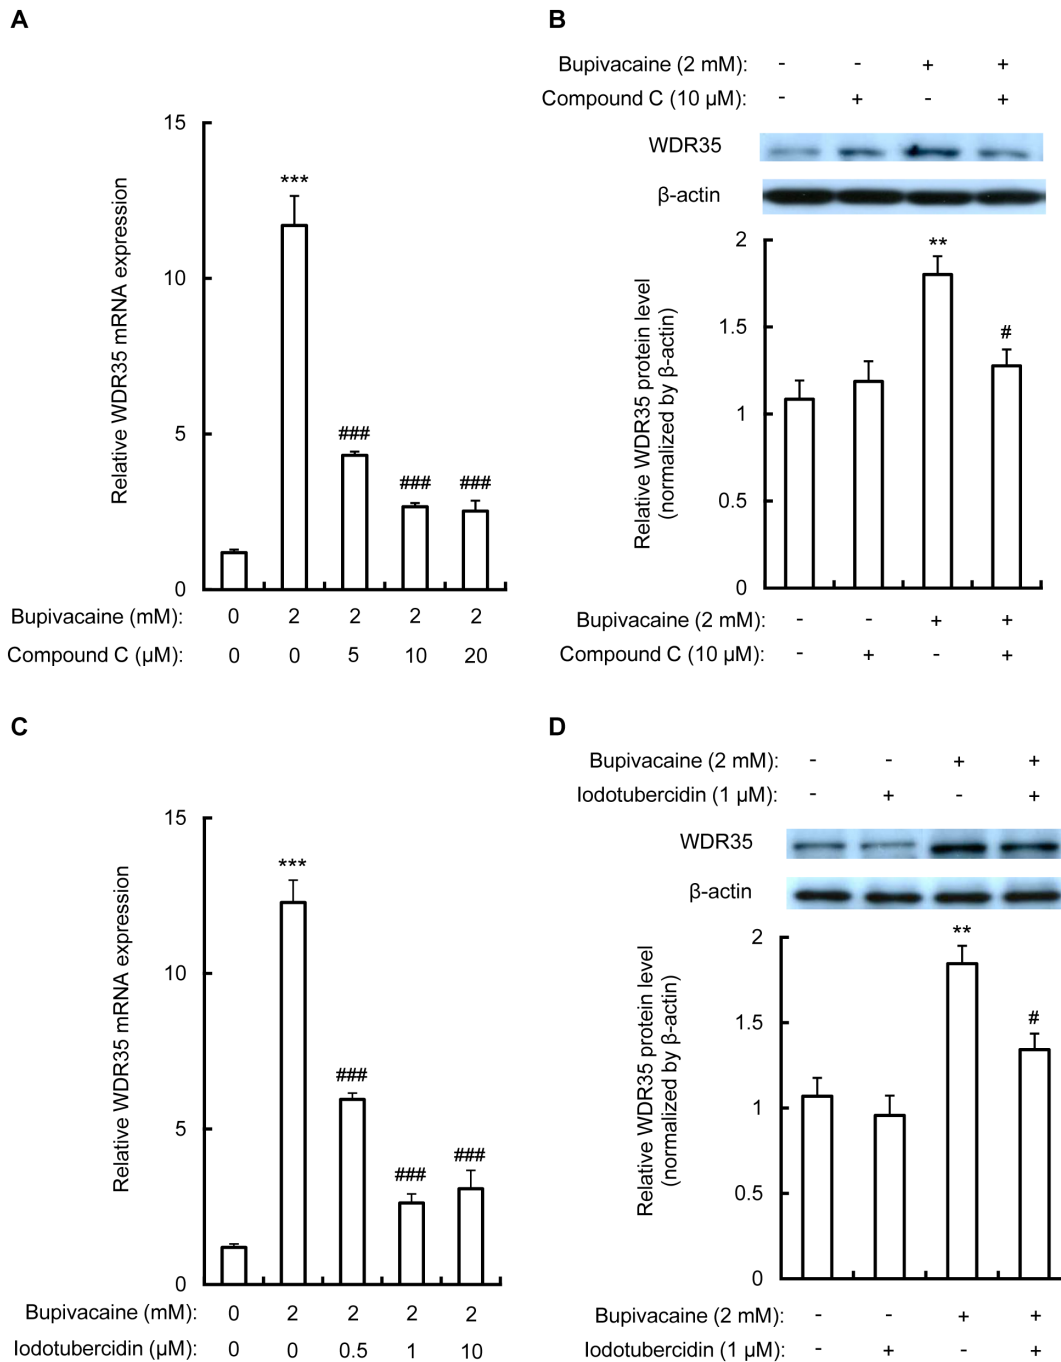 A
Relative WDR35 mRNA expression
15
10
5
0
***
###
###
###
Bupivacaine (mM): 0 2 2 2 2
Compound C (μM): 0 0 5 10 20
B
Bupivacaine (2 mM): - - + +
Compound C (10 μM): - + - +
WDR35
β-actin
Relative WDR35 protein level
(normalized by β-actin)
2
1.5
1
0.5
0
**
#
Bupivacaine (2 mM): - - + +
Compound C (10 μM): - + - +
C
Relative WDR35 mRNA expression
15
10
5
0
***
###
###
###
Bupivacaine (mM): 0 2 2 2 2
Iodotubercidin (μM): 0 0 0.5 1 10
D
Bupivacaine (2 mM): - - + +
Iodotubercidin (1 μM): - + - +
WDR35
β-actin
Relative WDR35 protein level
(normalized by β-actin)
2
1.5
1
0.5
0
**
#
Bupivacaine (2 mM): - - + +
Iodotubercidin (1 μM): - + - +